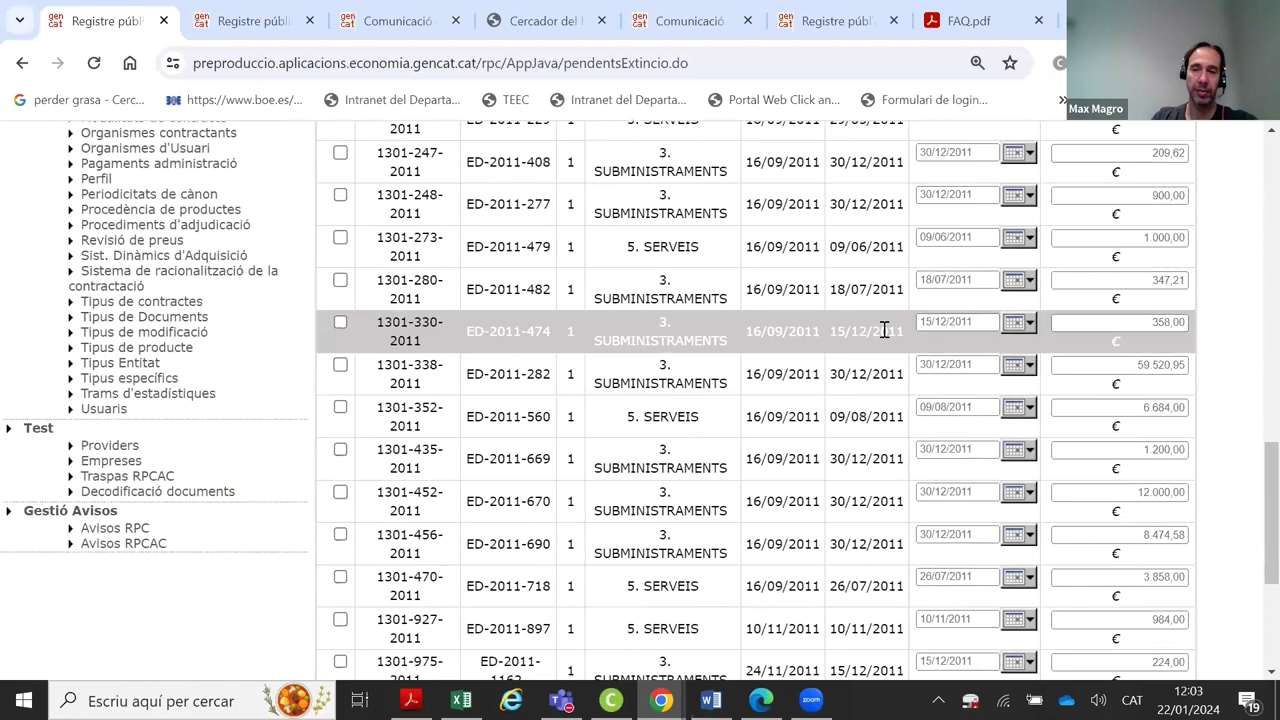 Registre públ
Registre públ
Comunicació
Cercador del
Comunicació
Registre públ
FAQ.pdf
preproduccio.aplicacions.economia.gencat.cat/rpc/AppJava/pendentsExtincio.do
perder grasa - Cerc...
https://www.boe.es/...
Intranet del Departa...
TEEC
Intranet del Departa...
Portal Web Click an...
Formulari de login...
Max Magro
Organismes contractants
Organismes d'Usuari
Pagaments administració
Perfil
Periodicitats de cànon
Procedència de productes
Procediments d'adjudicació
Revisió de preus
Sist. Dinàmics d'Adquisició
Sistema de racionalització de la
contractació
Tipus de contractes
Tipus de Documents
Tipus de modificació
Tipus de producte
Tipus Entitat
Tipus específics
Trams d'estadístiques
Usuaris
Test
Providers
Empreses
Traspas RPCAC
Decodificació documents
Gestió Avisos
Avisos RPC
Avisos RPCAC
2011 €
1301-247-2011 ED-2011-408 1 3. SUBMINISTRAMENTS 16/09/2011 30/12/2011 30/12/2011 209,62 €
1301-248-2011 ED-2011-277 1 3. SUBMINISTRAMENTS 16/09/2011 30/12/2011 30/12/2011 900,00 €
1301-273-2011 ED-2011-479 1 5. SERVEIS 16/09/2011 09/06/2011 09/06/2011 1.000,00 €
1301-280-2011 ED-2011-482 1 3. SUBMINISTRAMENTS 16/09/2011 18/07/2011 18/07/2011 347,21 €
1301-330-2011 ED-2011-474 1 3. SUBMINISTRAMENTS 16/09/2011 15/12/2011 15/12/2011 358,00 €
1301-338-2011 ED-2011-282 1 3. SUBMINISTRAMENTS 16/09/2011 30/12/2011 30/12/2011 59.520,95 €
1301-352-2011 ED-2011-560 1 5. SERVEIS 16/09/2011 09/08/2011 09/08/2011 6.684,00 €
1301-435-2011 ED-2011-669 1 3. SUBMINISTRAMENTS 16/09/2011 30/12/2011 30/12/2011 1.200,00 €
1301-452-2011 ED-2011-670 1 3. SUBMINISTRAMENTS 16/09/2011 30/12/2011 30/12/2011 12.000,00 €
1301-456-2011 ED-2011-690 1 3. SUBMINISTRAMENTS 16/09/2011 30/12/2011 30/12/2011 8.474,58 €
1301-470-2011 ED-2011-718 1 5. SERVEIS 16/09/2011 26/07/2011 26/07/2011 3.858,00 €
1301-927-2011 ED-2011-897 1 5. SERVEIS 10/11/2011 10/11/2011 10/11/2011 984,00 €
1301-975- ED-2011- 1 3. 24/11/2011 15/12/2011 15/12/2011 224,00
Escriu aquí per cercar
CAT
12:03
22/01/2024
19